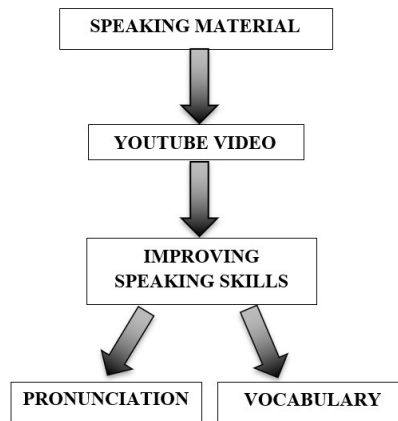 SPEAKING MATERIAL
YOUTUBE VIDEO
IMPROVING
SPEAKING SKILLS
PRONUNCIATION
VOCABULARY